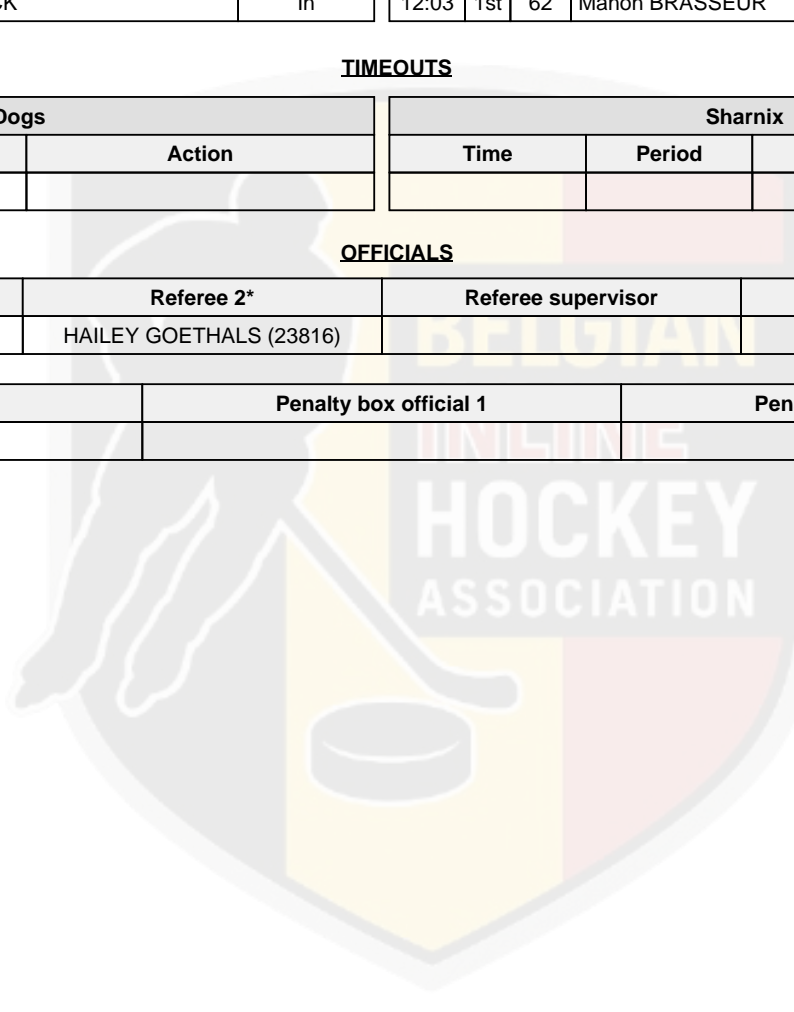 CK In 12:03 1st 62 Manon BRASSEUR
TIMEOUTS
Dogs Sharnix
Action Time Period
OFFICIALS
Referee 2* Referee supervisor
HAILEY GOETHALS (23816)
Penalty box official 1 Pen
BELGIAN
INLINE
HOCKEY
ASSOCIATION